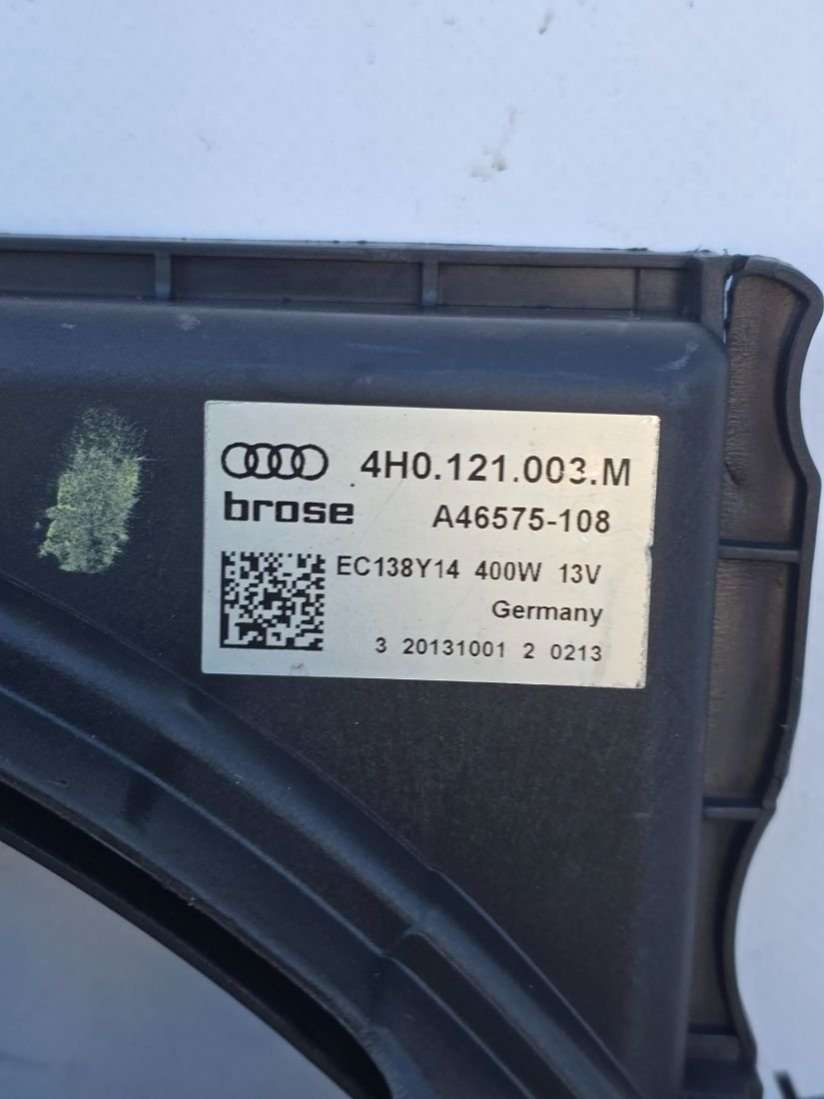 4H0.121.003.M
brose A46575-108
EC138Y14 400W 13V
Germany
3 20131001 2 0213